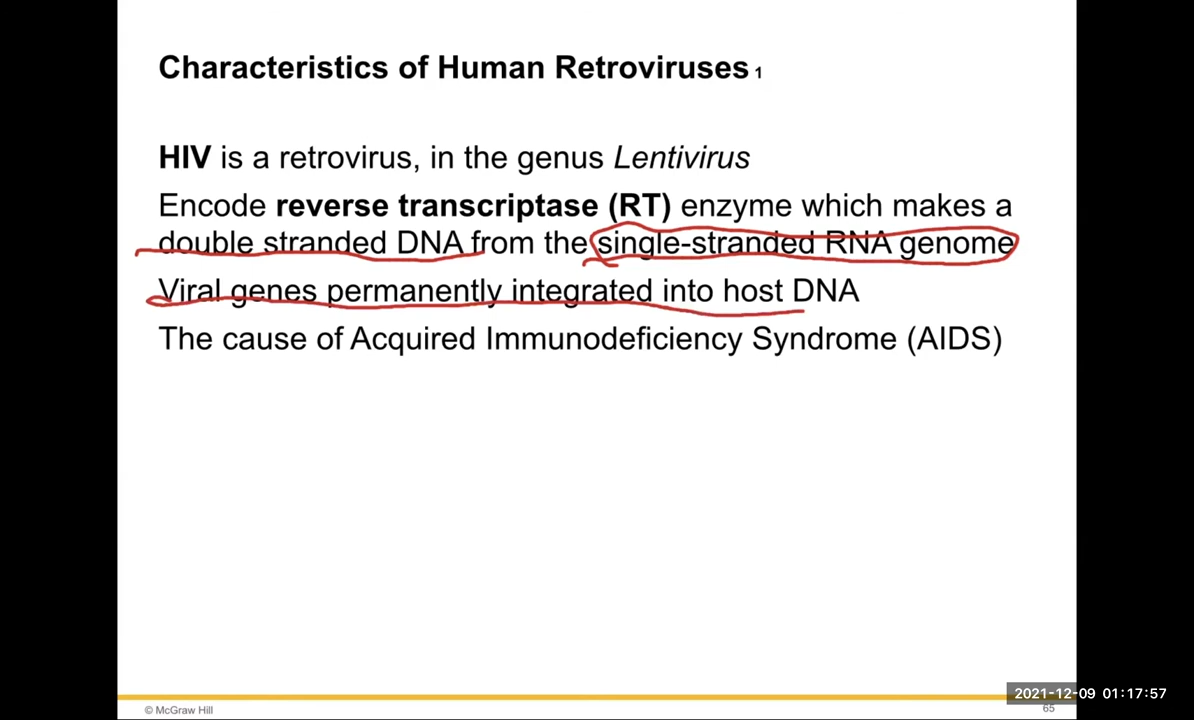 Characteristics of Human Retroviruses 1
HIV is a retrovirus, in the genus Lentivirus
Encode reverse transcriptase (RT) enzyme which makes a
double stranded DNA from the single-stranded RNA genome
Viral genes permanently integrated into host DNA
The cause of Acquired Immunodeficiency Syndrome (AIDS)
2021-12-09 01:17:57
© McGraw Hill
65